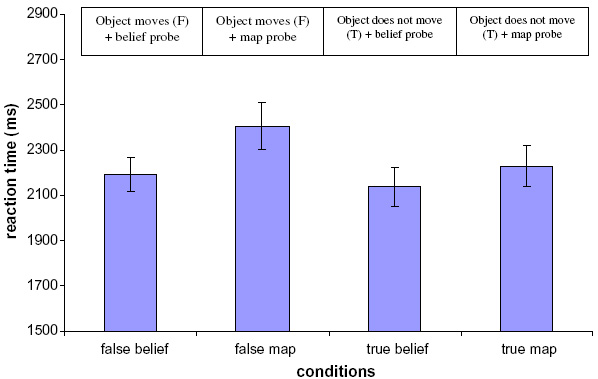 Object moves (F)
+ belief probe
Object moves (F)
+ map probe
Object does not move
(T) + belief probe
Object does not move
(T) + map probe
2900
2700
2500
2300
2100
1900
1700
1500
reaction time (ms)
false belief
false map
true belief
true map
conditions